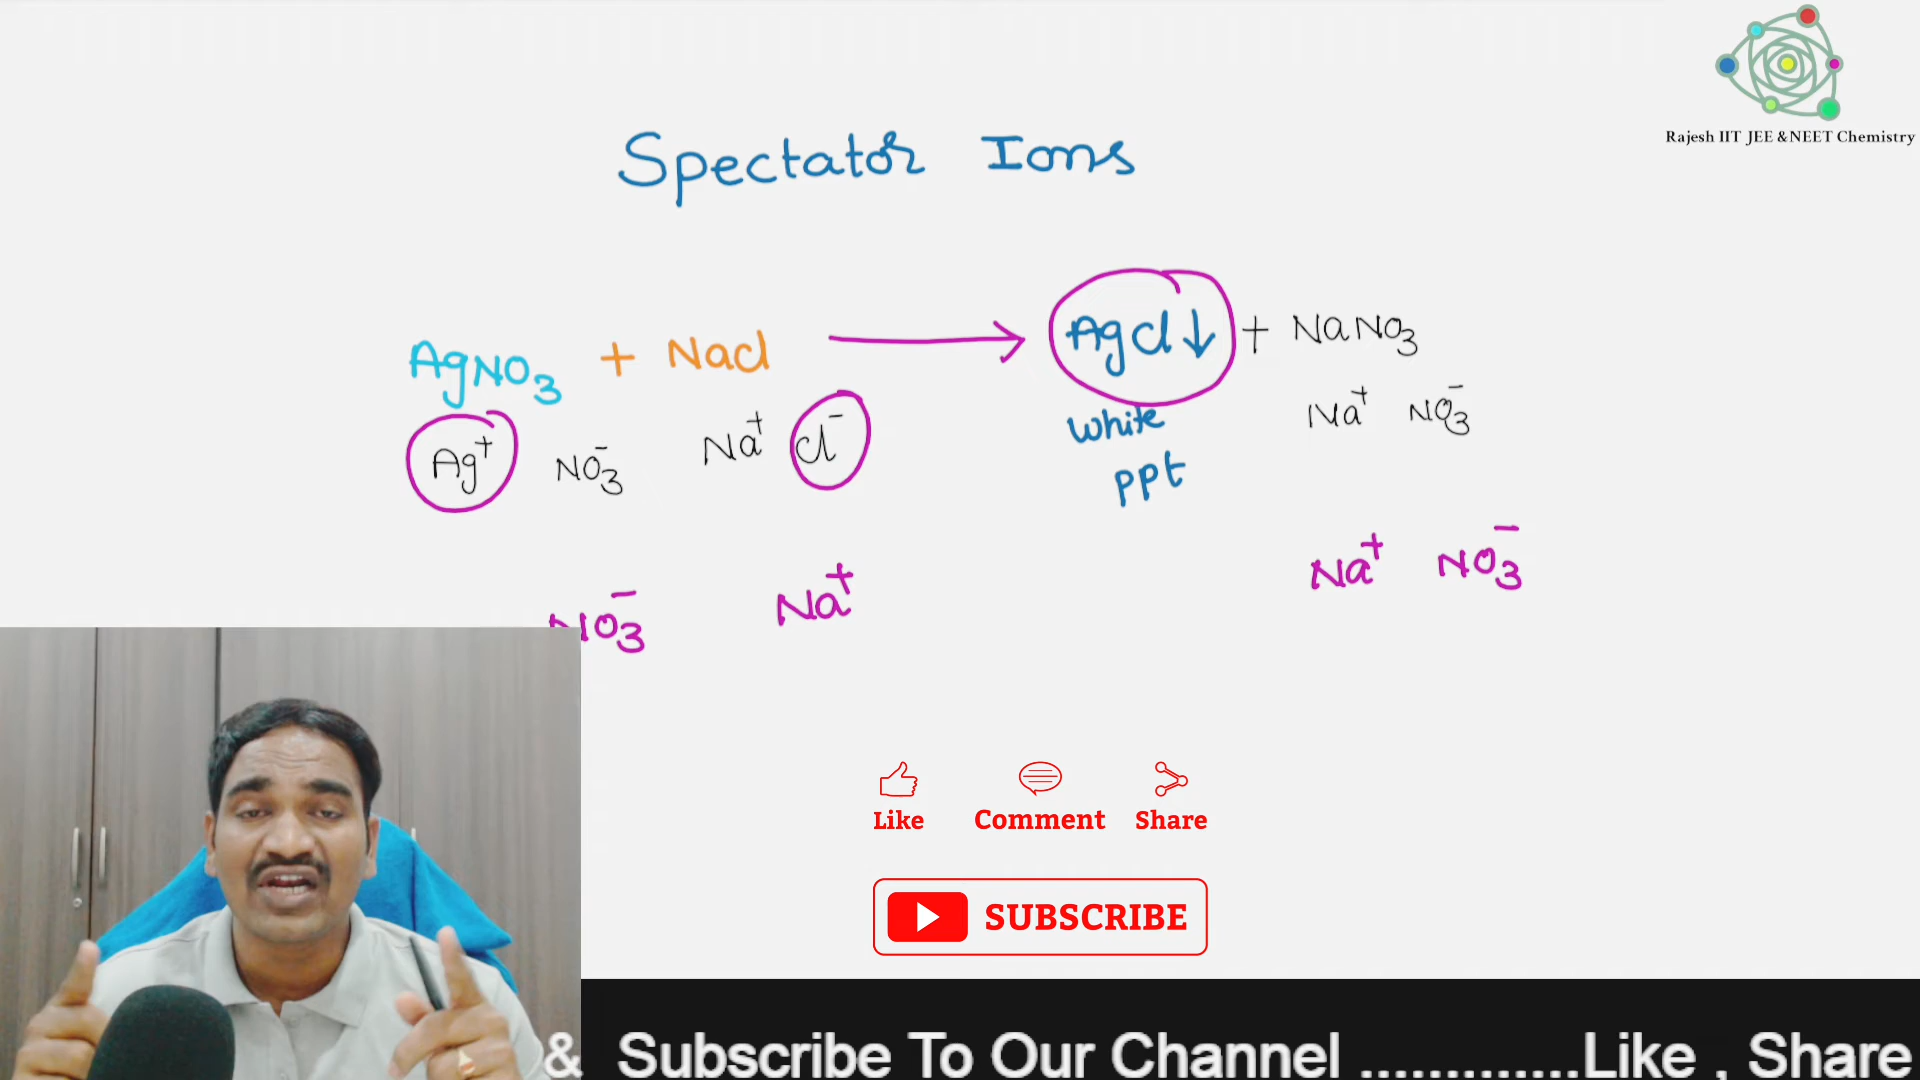 Rajesh IIT JEE &NEET Chemistry
Spectator Ions
AgNO₃ + Nacl ⟶ AgCl↓ + NaNO₃
Ag⁺ NO₃⁻ Na⁺ Cl⁻ Na⁺ NO₃⁻
white
ppt
NO₃⁻ Na⁺ Na⁺ NO₃⁻
Like Comment Share
SUBSCRIBE
& Subscribe To Our Channel .............Like , Share